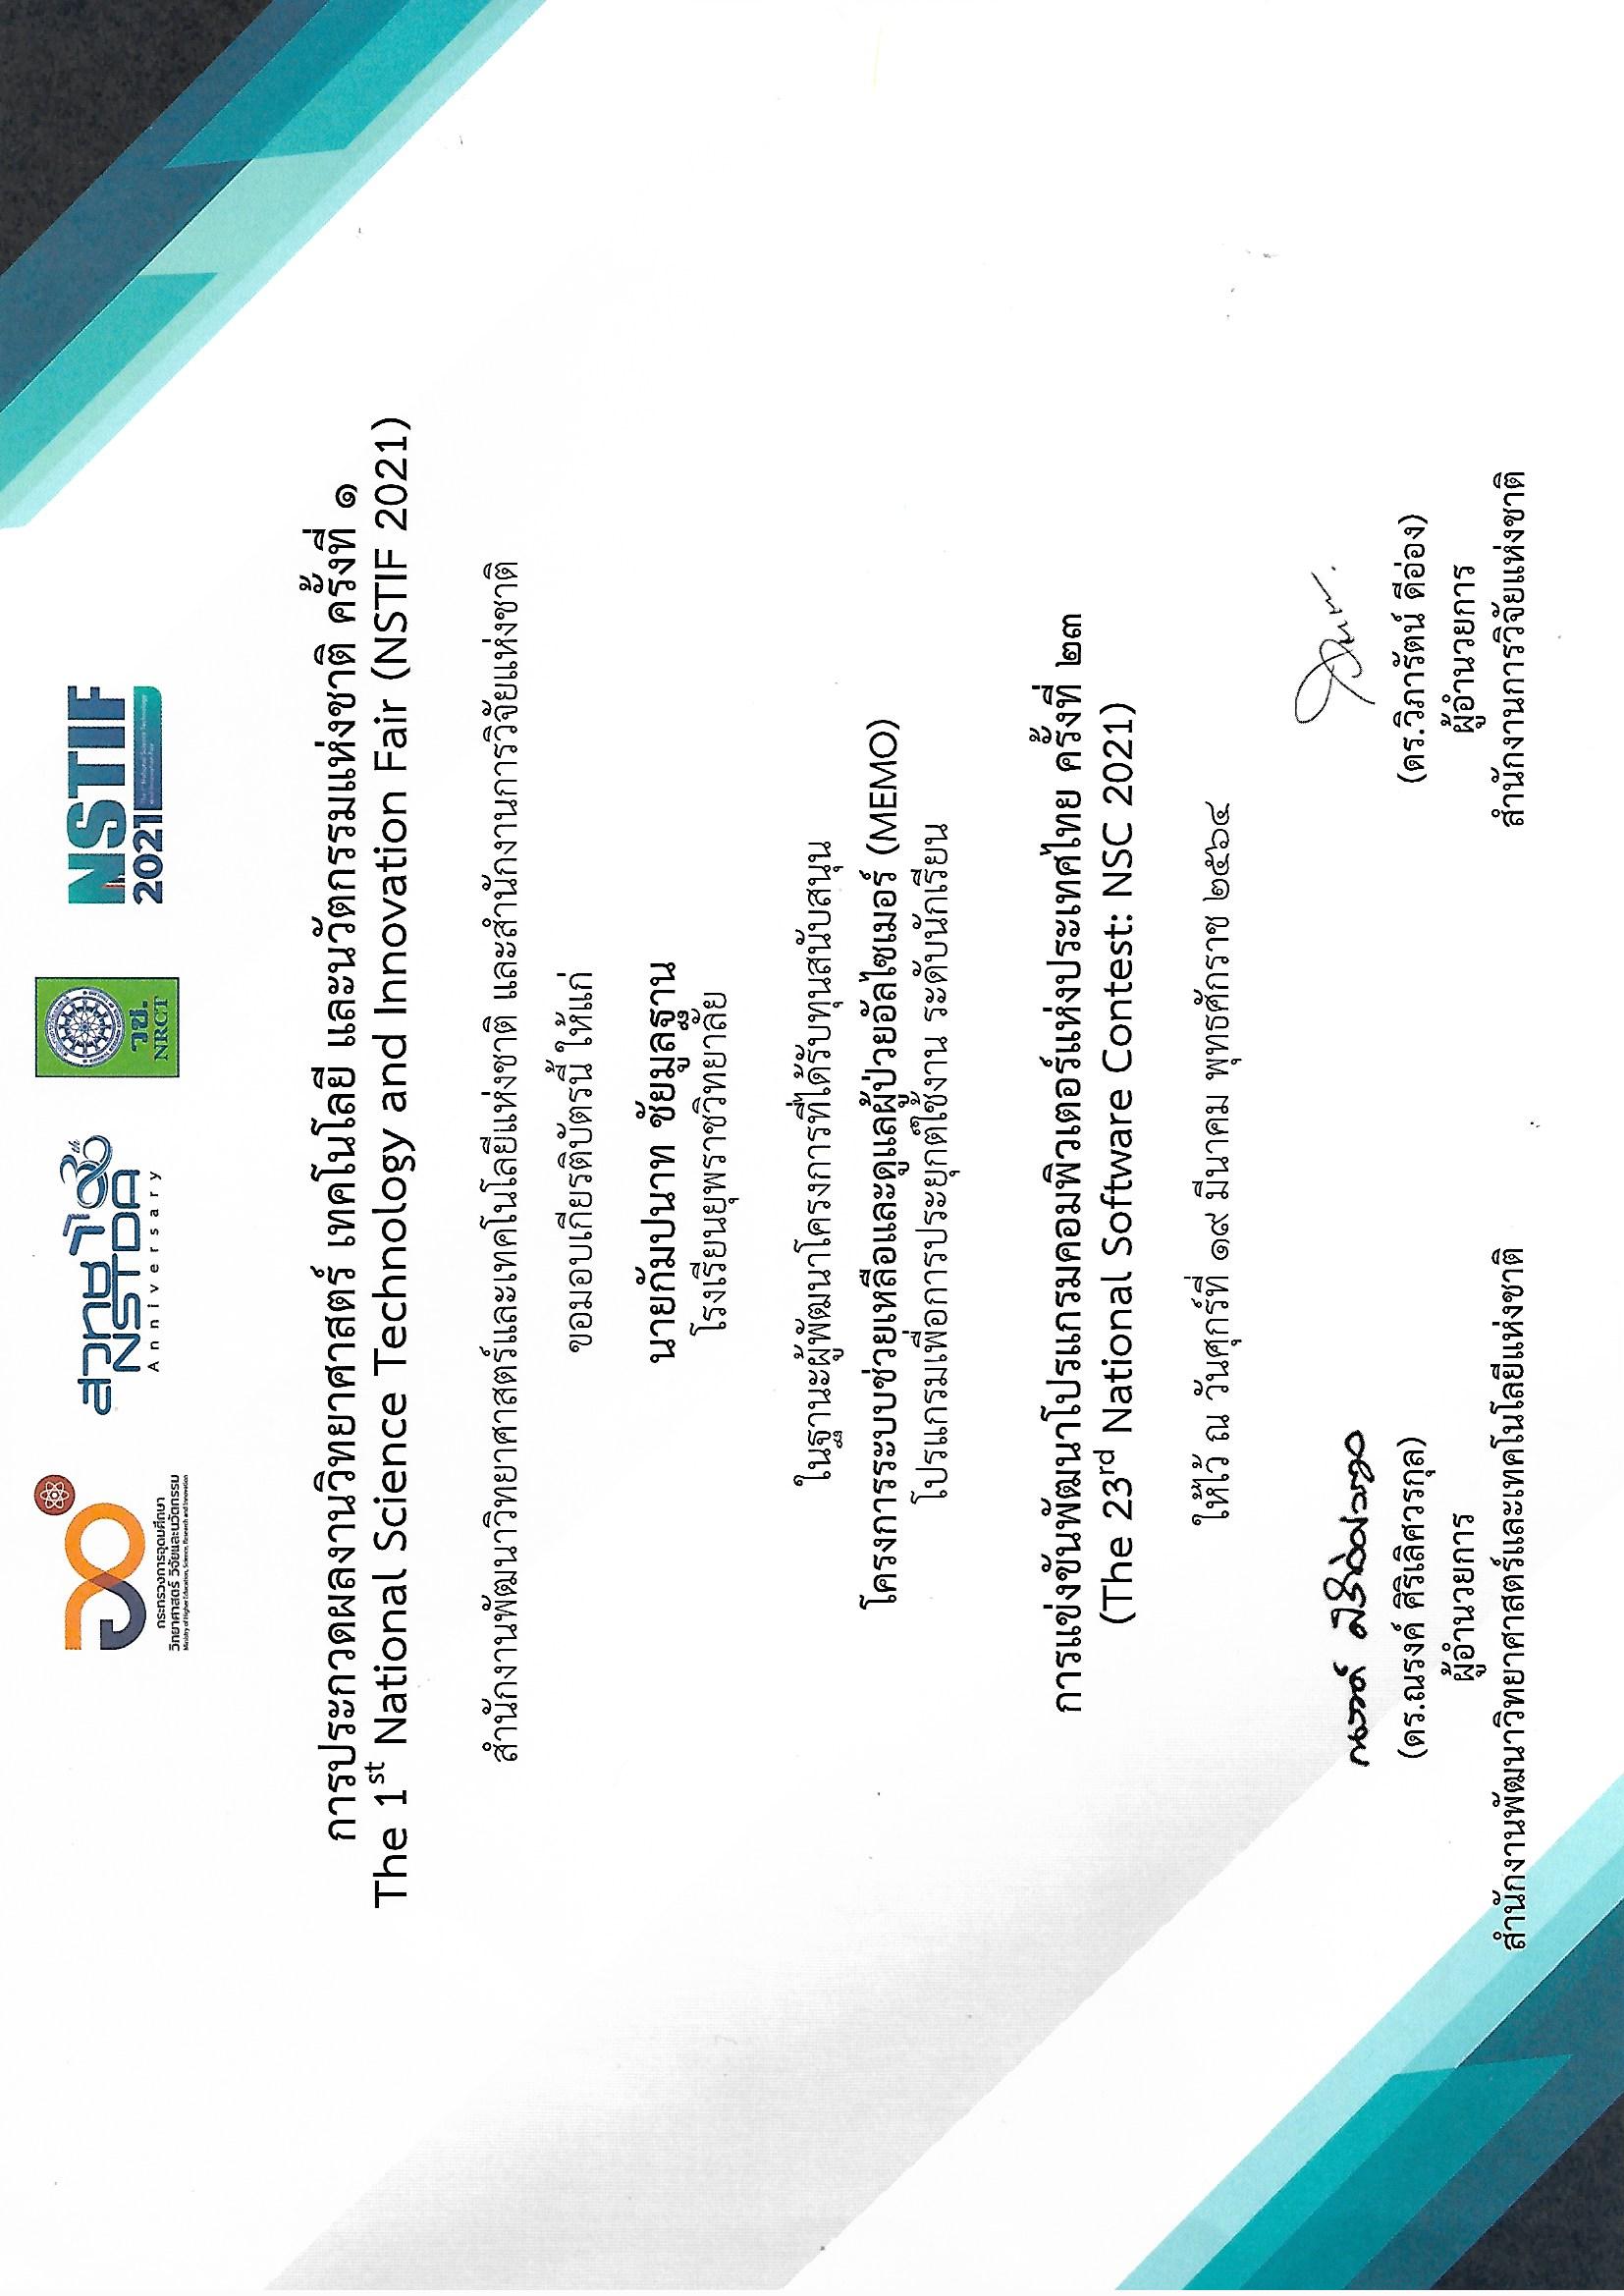 กระทรวงการอุดมศึกษา
วิทยาศาสตร์ วิจัยและนวัตกรรม
Ministry of Higher Education, Science, Research and Innovation
สวทช
NSTDA
30th
Anniversary
วช.
NRCT
NSTIF
2021
The 1st National Science Technology
and Innovation Fair
การประกวดผลงานวิทยาศาสตร์ เทคโนโลยี และนวัตกรรมแห่งชาติ ครั้งที่ ๑
The 1st National Science Technology and Innovation Fair (NSTIF 2021)
สำนักงานพัฒนาวิทยาศาสตร์และเทคโนโลยีแห่งชาติ และสำนักงานการวิจัยแห่งชาติ
ขอมอบเกียรติบัตรนี้ ให้แก่
นายกัมปนาท ชัยมูลฐาน
โรงเรียนยุพราชวิทยาลัย
ในฐานะผู้พัฒนาโครงการที่ได้รับทุนสนับสนุน
โครงการระบบช่วยเหลือและดูแลผู้ป่วยอัลไซเมอร์ (MEMO)
โปรแกรมเพื่อการประยุกต์ใช้งาน ระดับนักเรียน
การแข่งขันพัฒนาโปรแกรมคอมพิวเตอร์แห่งประเทศไทย ครั้งที่ ๒๓
(The 23rd National Software Contest: NSC 2021)
ให้ไว้ ณ วันศุกร์ที่ ๑๙ มีนาคม พุทธศักราช ๒๕๖๔
(ดร.ณรงค์ ศิริเลิศวรกุล)
ผู้อำนวยการ
สำนักงานพัฒนาวิทยาศาสตร์และเทคโนโลยีแห่งชาติ
(ดร.วิภารัตน์ ดีอ่อง)
ผู้อำนวยการ
สำนักงานการวิจัยแห่งชาติ